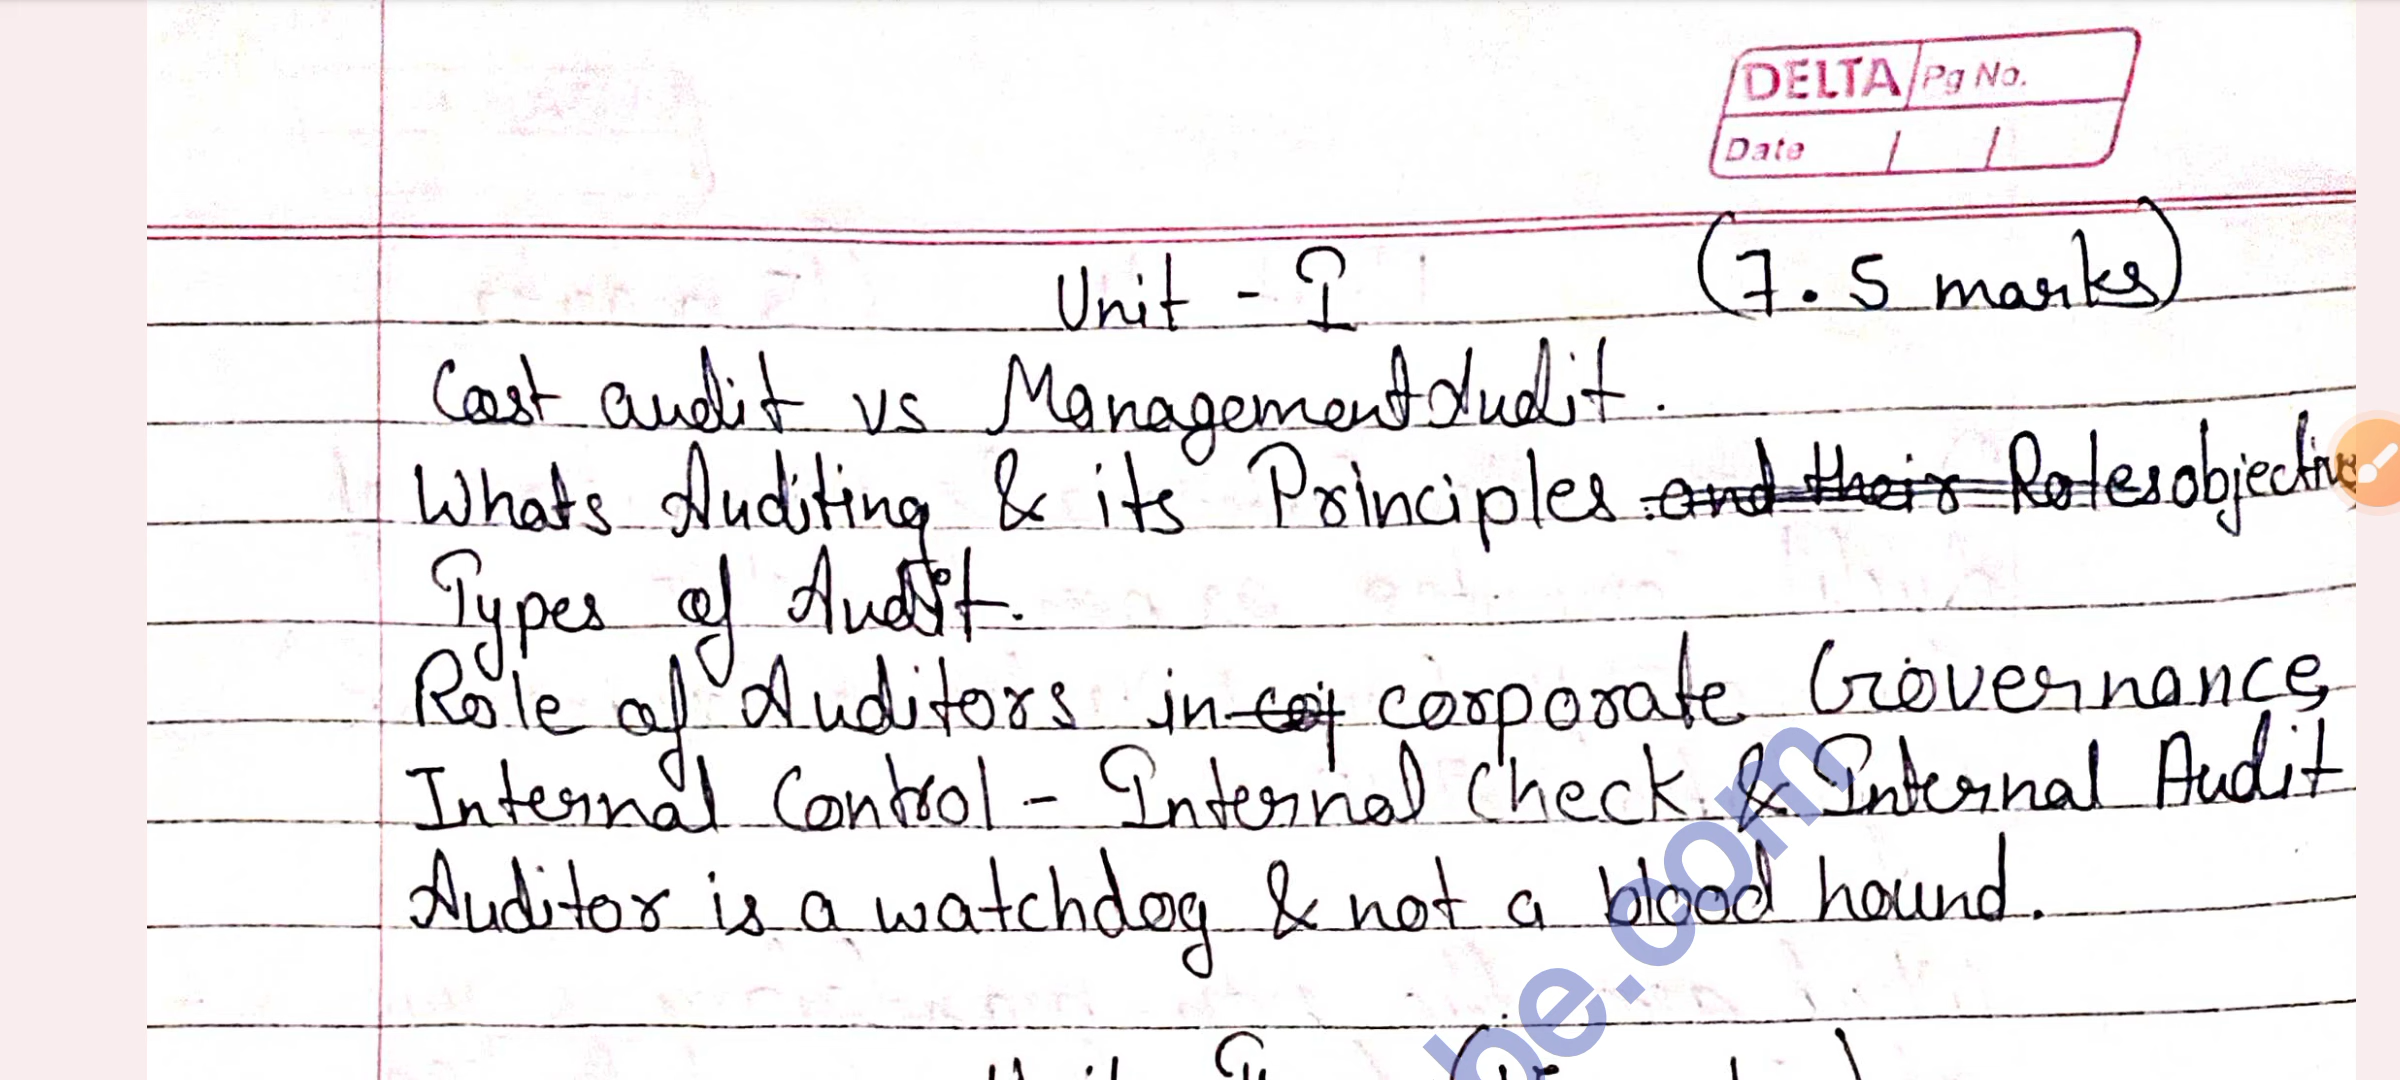 DELTA Pg No.
Date / /
Unit - I (7.5 marks)
Cost audit vs Management Audit.
Whats Auditing & its Principles and their Roles objective
Types of Audit.
Role of Auditors in corporate Governance
Internal Control - Internal Check & Internal Audit
Auditor is a watchdog & not a blood hound.
be.com